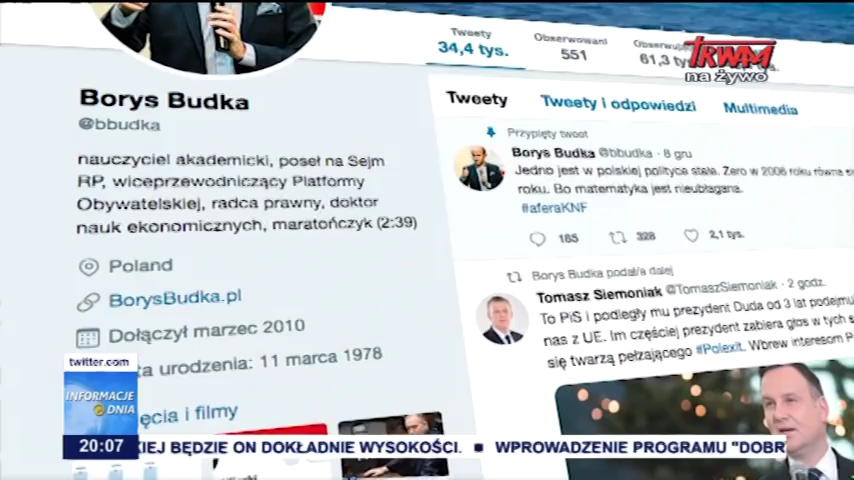 Tweety
Obserwowani
34,4 tys.
551
61,3 ty
TRWAM
na żywo
Borys Budka
@bbudka
nauczyciel akademicki, poseł na Sejm
RP, wiceprzewodniczący Platformy
Obywatelskiej, radca prawny, doktor
nauk ekonomicznych, maratończyk (2:39)
Poland
BorysBudka.pl
Dołączył marzec 2010
ta urodzenia: 11 marca 1978
ęcia i filmy
Tweety Tweety i odpowiedzi Multimedia
Przypięty tweet
Borys Budka @bbudka · 8 gru
Jedno jest w polskiej polityce stałe. Zero w 2006 roku równa
roku. Bo matematyka jest nieubłagana.
#aferaKNF
165 328 2,1 tys.
Borys Budka podał/a dalej
Tomasz Siemoniak @TomaszSiemoniak · 2 godz.
To PiS i podległy mu prezydent Duda od 3 lat podejmu
nas z UE. Im częściej prezydent zabiera głos w tych
się twarzą pełzającego #Polexit. Wbrew interesom P
twitter.com
INFORMACJE
DNIA
20:07
KIEJ BĘDZIE ON DOKŁADNIE WYSOKOŚCI. ■ WPROWADZENIE PROGRAMU "DOBR